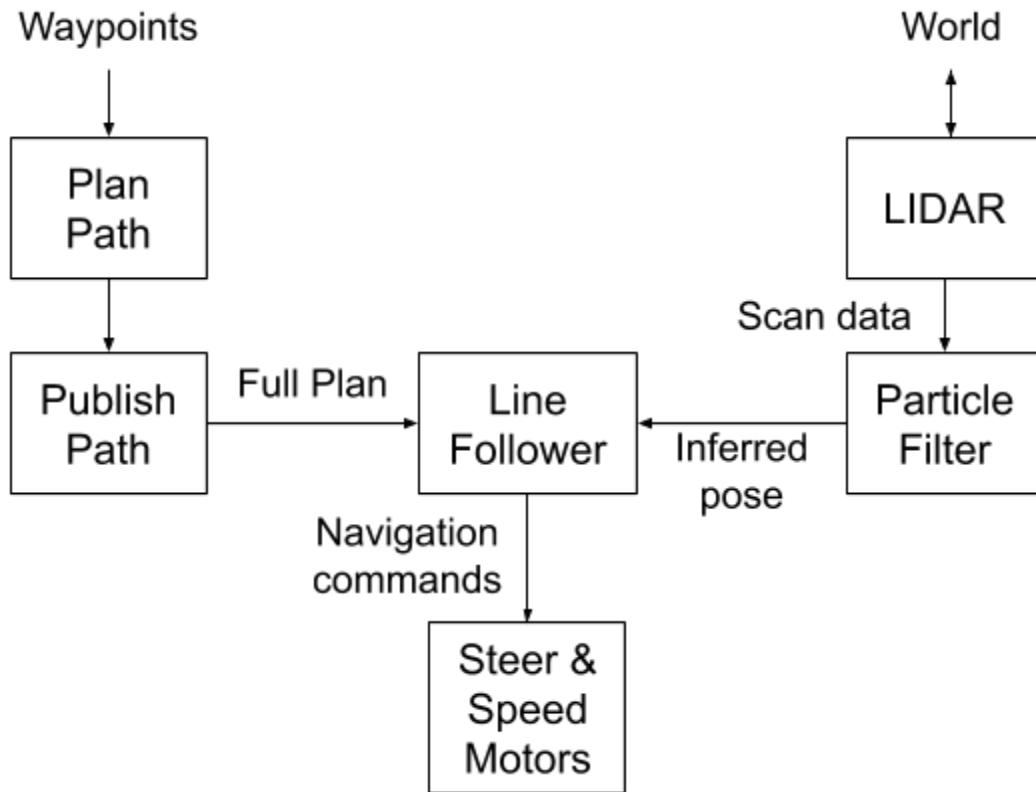 Waypoints
World
Plan
Path
LIDAR
Scan data
Publish
Path
Full Plan
Line
Follower
Inferred
pose
Particle
Filter
Navigation
commands
Steer &
Speed
Motors